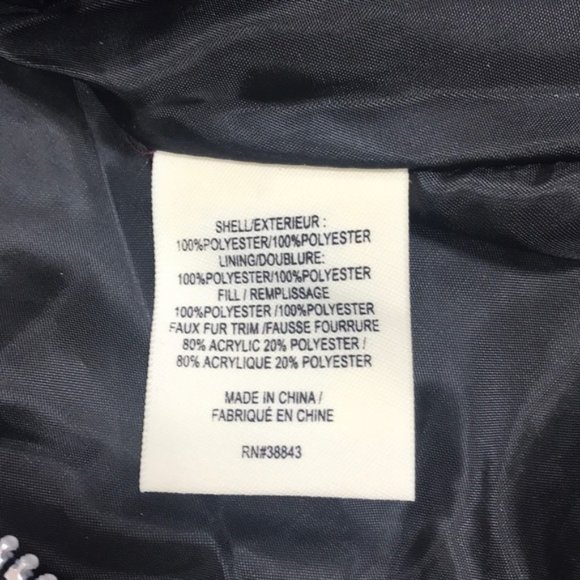 SHELL/EXTERIEUR :
100%POLYESTER/100%POLYESTER
LINING/DOUBLURE:
100%POLYESTER/100%POLYESTER
FILL / REMPLISSAGE
100%POLYESTER /100% POLYESTER
FAUX FUR TRIM /FAUSSE FOURRURE
80% ACRYLIC 20% POLYESTER /
80% ACRYLIQUE 20% POLYESTER
MADE IN CHINA /
FABRIQUÉ EN CHINE
RN#38843